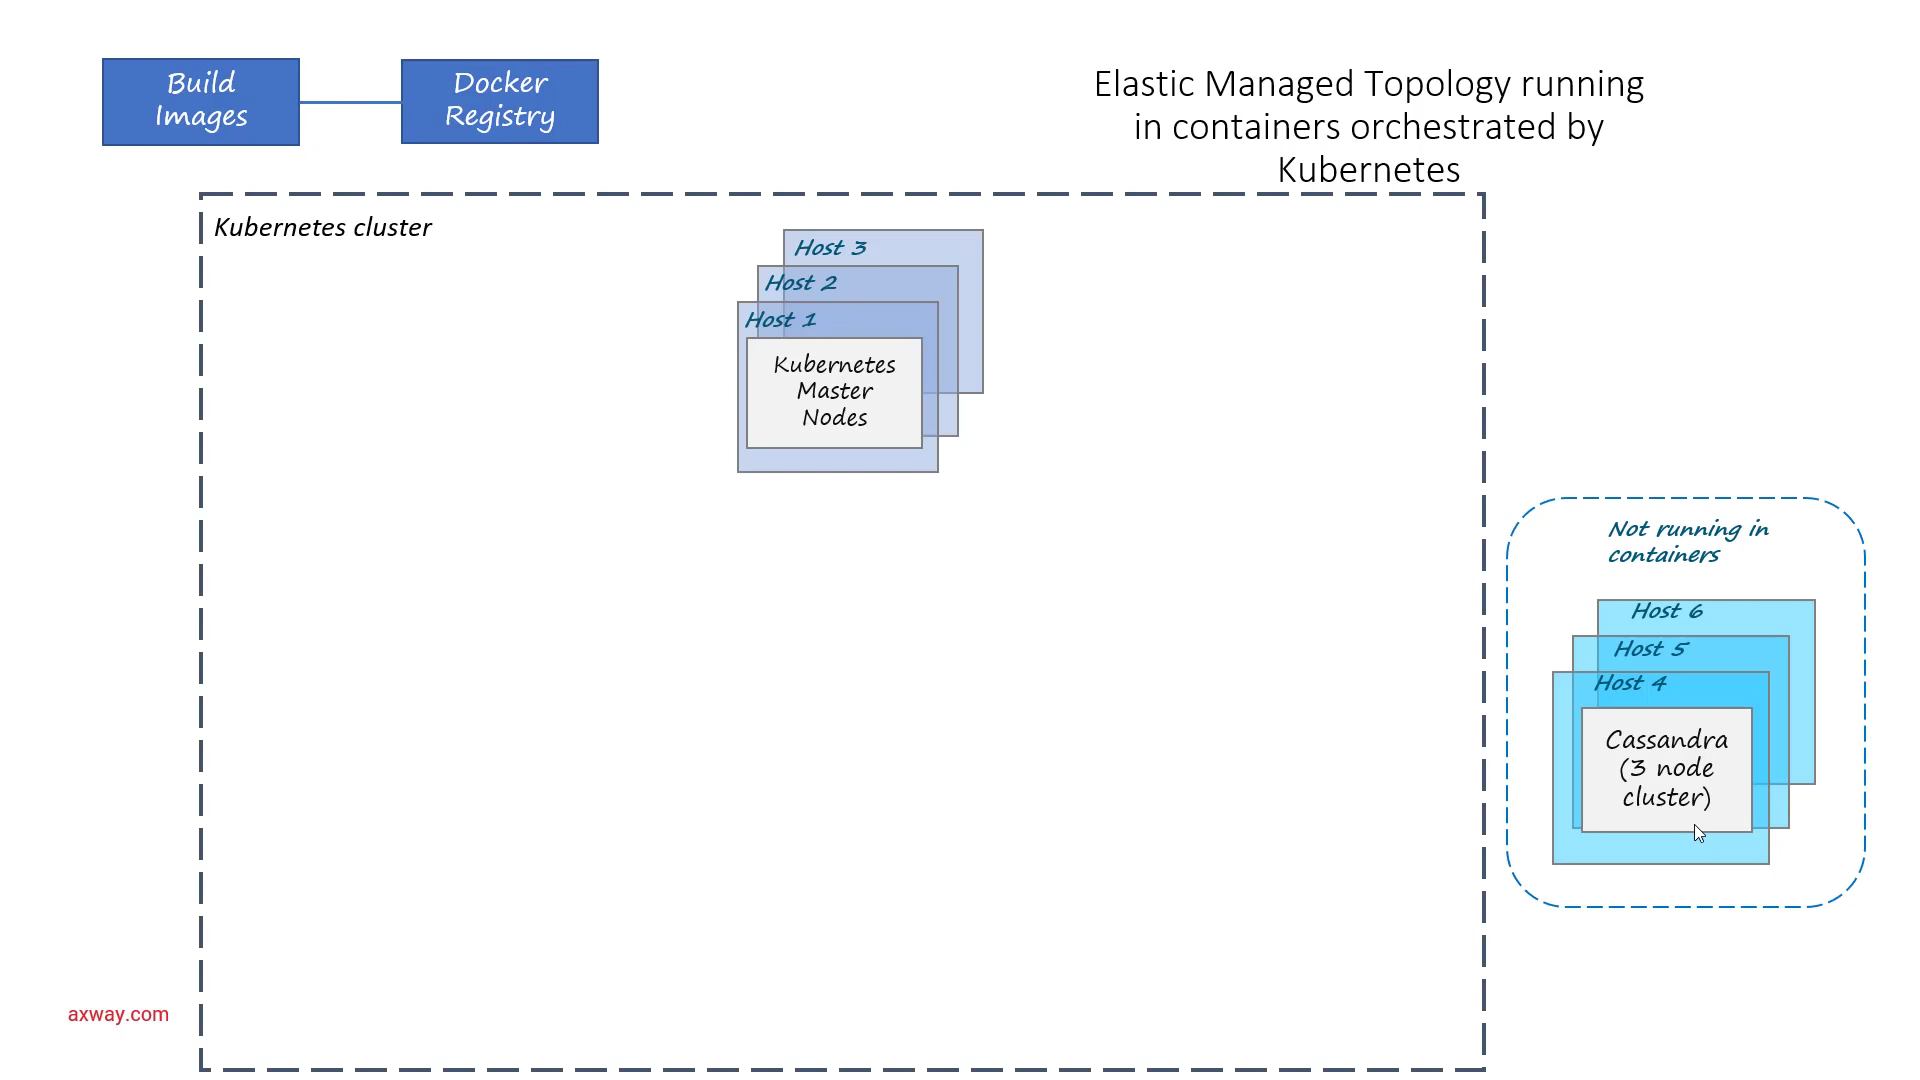 Build
Images
Docker
Registry
Elastic Managed Topology running
in containers orchestrated by
Kubernetes
Kubernetes cluster
Host 3
Host 2
Host 1
Kubernetes
Master
Nodes
Not running in
containers
Host 6
Host 5
Host 4
Cassandra
(3 node
cluster)
axway.com